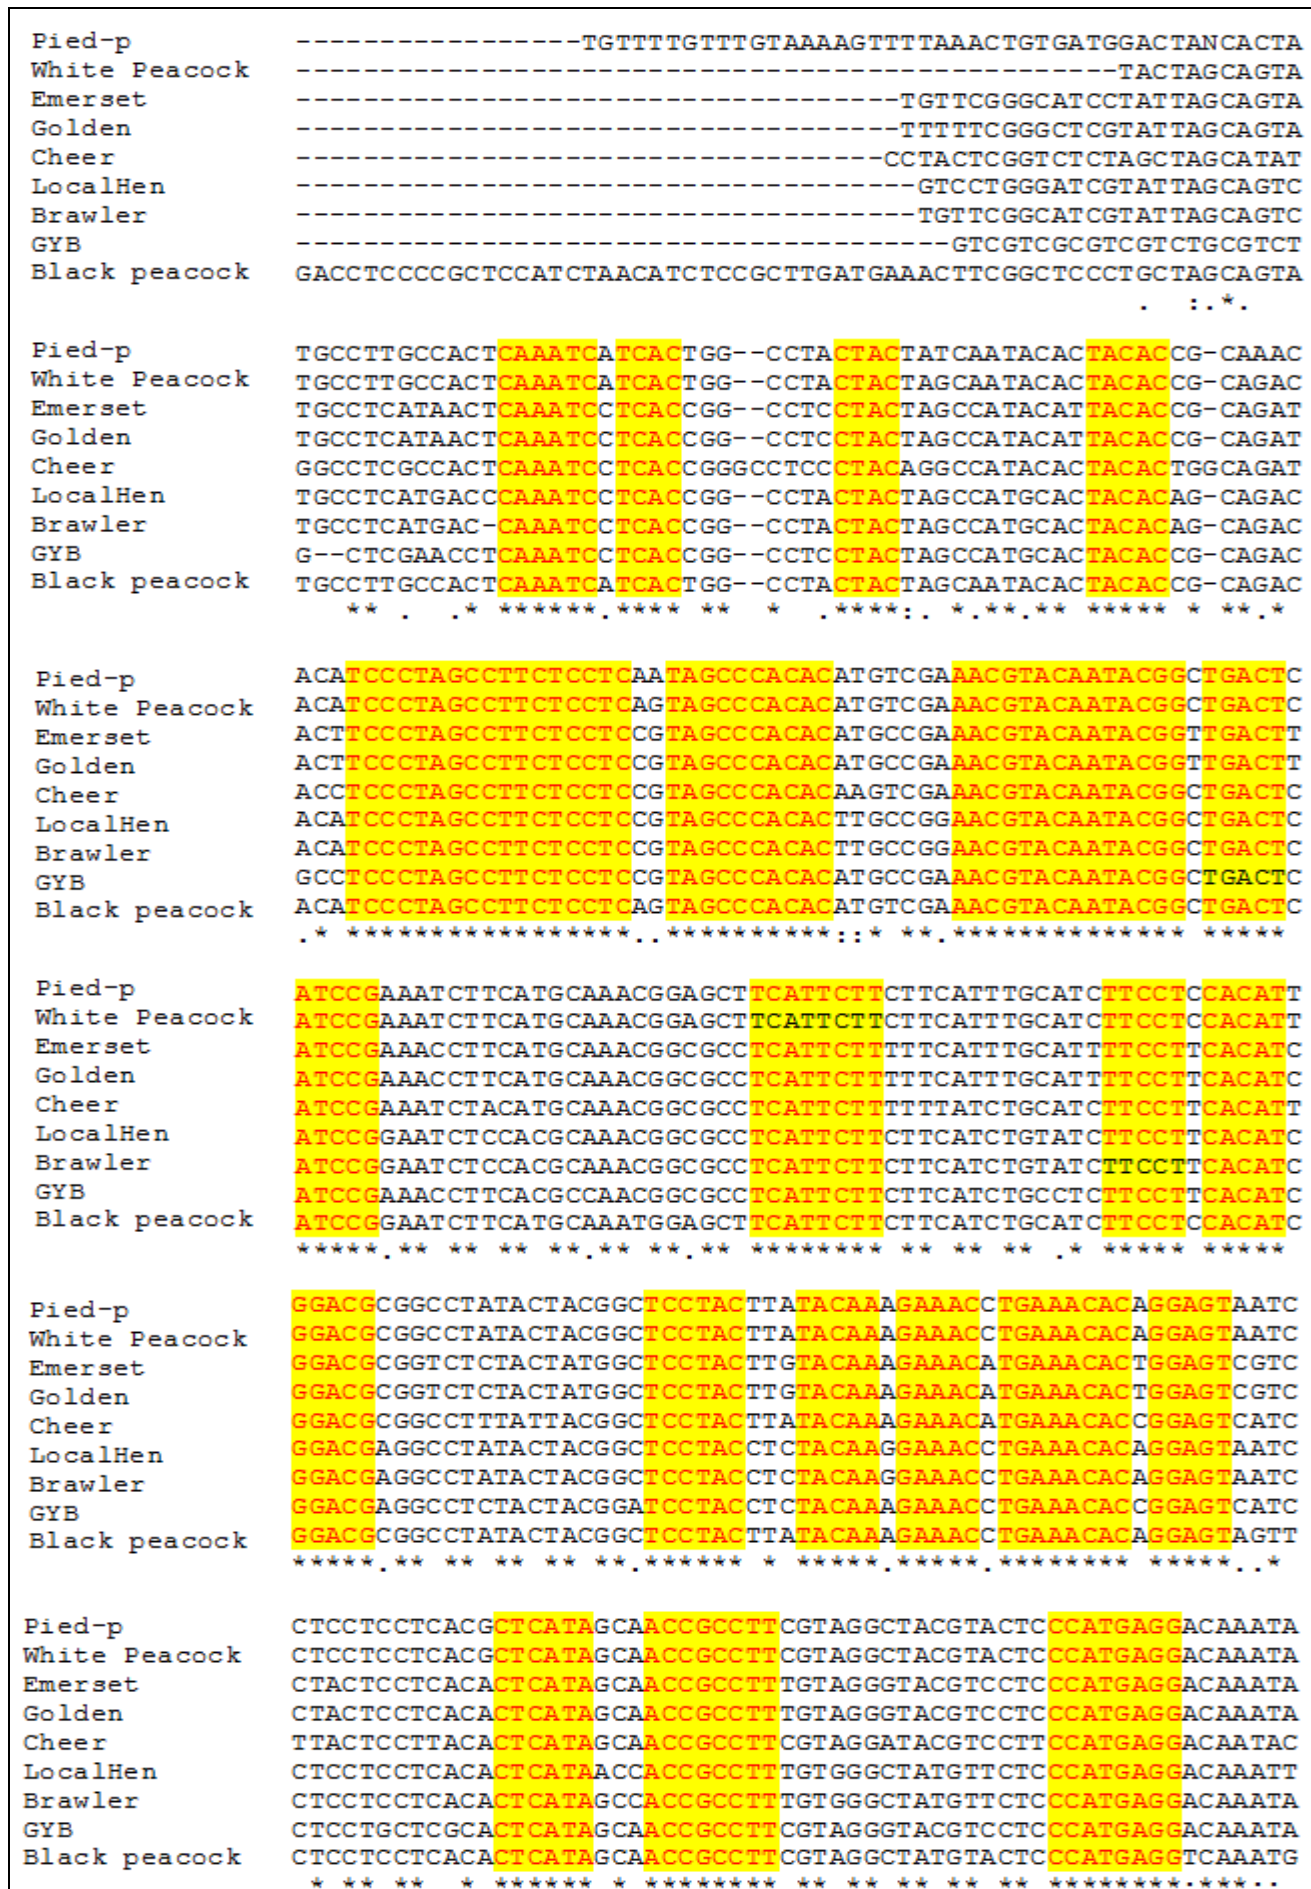 Pied-p -----------------TGTTTTGTTTGTAAAAGTTTTAAACTGTGATGGACTANCACTA
White Peacock -------------------------------------------------TACTAGCAGTA
Emerset ------------------------------------TGTTCGGGCATCCTATTAGCAGTA
Golden ------------------------------------TTTTTCGGGCTCGTATTAGCAGTA
Cheer -----------------------------------CCTACTCGGTCTCTAGCTAGCATAT
LocalHen -------------------------------------GTCCTGGGATCGTATTAGCAGTC
Brawler -------------------------------------TGTTCGGCATCGTATTAGCAGTC
GYB ---------------------------------------GTCGTCGCGTCGTCTGCGTCT
Black peacock GACCTCCCCGCTCCATCTAACATCTCCGCTTGATGAAACTTCGGCTCCCTGCTAGCAGTA
. :.*.
Pied-p TGCCTTGCCACTCAAATCATCACTGG--CCTACTACTATCAATACACTACACCG-CAAAC
White Peacock TGCCTTGCCACTCAAATCATCACTGG--CCTACTACTAGCAATACACTACACCG-CAGAC
Emerset TGCCTCATAACTCAAATCCTCACCGG--CCTCCTACTAGCCATACATTACACCG-CAGAT
Golden TGCCTCATAACTCAAATCCTCACCGG--CCTCCTACTAGCCATACATTACACCG-CAGAT
Cheer GGCCTCGCCACTCAAATCCTCACCGGGCCTCCCTACAGGCCATACACTACACTGGCAGAT
LocalHen TGCCTCATGACCCAAATCCTCACCGG--CCTACTACTAGCCATGCACTACACAG-CAGAC
Brawler TGCCTCATGAC-CAAATCCTCACCGG--CCTACTACTAGCCATGCACTACACAG-CAGAC
GYB G--CTCGAACCTCAAATCCTCACCGG--CCTCCTACTAGCCATGCACTACACCG-CAGAC
Black peacock TGCCTTGCCACTCAAATCATCACTGG--CCTACTACTAGCAATACACTACACCG-CAGAC
** . .* ******.**** ** * .****:. *.**.** ***** * **.*
Pied-p ACATCCCTAGCCTTCTCCTCAATAGCCCACACATGTCGAAACGTACAATACGGCTGACTC
White Peacock ACATCCCTAGCCTTCTCCTCAGTAGCCCACACATGTCGAAACGTACAATACGGCTGACTC
Emerset ACTTCCCTAGCCTTCTCCTCCGTAGCCCACACATGCCGAAACGTACAATACGGTTGACTT
Golden ACTTCCCTAGCCTTCTCCTCCGTAGCCCACACATGCCGAAACGTACAATACGGTTGACTT
Cheer ACCTCCCTAGCCTTCTCCTCCGTAGCCCACACAAGTCGAAACGTACAATACGGCTGACTC
LocalHen ACATCCCTAGCCTTCTCCTCCGTAGCCCACACTTGCCGGAACGTACAATACGGCTGACTC
Brawler ACATCCCTAGCCTTCTCCTCCGTAGCCCACACTTGCCGGAACGTACAATACGGCTGACTC
GYB GCCTCCCTAGCCTTCTCCTCCGTAGCCCACACATGCCGAAACGTACAATACGGCTGACTC
Black peacock ACATCCCTAGCCTTCTCCTCAGTAGCCCACACATGTCGAAACGTACAATACGGCTGACTC
.* *****************..**********::* **.************** *****
Pied-p ATCCGAAATCTTCATGCAAACGGAGCTTCATTCTTCTTCATTTGCATCTTCCTCCACATT
White Peacock ATCCGAAATCTTCATGCAAACGGAGCTTCATTCTTCTTCATTTGCATCTTCCTCCACATT
Emerset ATCCGAAACCTTCATGCAAACGGCGCCTCATTCTTTTTCATTTGCATTTTCCTTCACATC
Golden ATCCGAAACCTTCATGCAAACGGCGCCTCATTCTTTTTCATTTGCATTTTCCTTCACATC
Cheer ATCCGAAATCTACATGCAAACGGCGCCTCATTCTTTTTTATCTGCATCTTCCTTCACATT
LocalHen ATCCGGAATCTCCACGCAAACGGCGCCTCATTCTTCTTCATCTGTATCTTCCTTCACATC
Brawler ATCCGGAATCTCCACGCAAACGGCGCCTCATTCTTCTTCATCTGTATCTTCCTTCACATC
GYB ATCCGAAACCTTCACGCCAACGGCGCCTCATTCTTCTTCATCTGCCTCTTCCTTCACATC
Black peacock ATCCGGAATCTTCATGCAAATGGAGCTTCATTCTTCTTCATCTGCATCTTCCTCCACATC
*****.** ** ** **.** **.** ******** ** ** ** .* ***** *****
Pied-p GGACGCGGCCTATACTACGGCTCCTACTTATACAAAGAAACCTGAAACACAGGAGTAATC
White Peacock GGACGCGGCCTATACTACGGCTCCTACTTATACAAAGAAACCTGAAACACAGGAGTAATC
Emerset GGACGCGGTCTCTACTATGGCTCCTACTTGTACAAAGAAACATGAAACACTGGAGTCGTC
Golden GGACGCGGTCTCTACTATGGCTCCTACTTGTACAAAGAAACATGAAACACTGGAGTCGTC
Cheer GGACGCGGCCTTTATTACGGCTCCTACTTATACAAAGAAACATGAAACACCGGAGTCATC
LocalHen GGACGAGGCCTATACTACGGCTCCTACCTCTACAAGGAAACCTGAAACACAGGAGTAATC
Brawler GGACGAGGCCTATACTACGGCTCCTACCTCTACAAGGAAACCTGAAACACAGGAGTAATC
GYB GGACGAGGCCTCTACTACGGATCCTACCTCTACAAAGAAACCTGAAACACCGGAGTCATC
Black peacock GGACGCGGCCTATACTACGGCTCCTACTTATACAAAGAAACCTGAAACACAGGAGTAGTT
*****.** ** ** ** **.****** * *****.*****.******** *****..*
Pied-p CTCCTCCTCACGCTCATAGCAACCGCCTTCGTAGGCTACGTACTCCCATGAGGACAAATA
White Peacock CTCCTCCTCACGCTCATAGCAACCGCCTTCGTAGGCTACGTACTCCCATGAGGACAAATA
Emerset CTACTCCTCACACTCATAGCAACCGCCTTTGTAGGGTACGTCCTCCCATGAGGACAAATA
Golden CTACTCCTCACACTCATAGCAACCGCCTTTGTAGGGTACGTCCTCCCATGAGGACAAATA
Cheer TTACTCCTTACACTCATAGCAACCGCCTTCGTAGGATACGTCCTTCCATGAGGACAATAC
LocalHen CTCCTCCTCACACTCATAACCACCGCCTTTGTGGGCTATGTTCTCCCATGAGGACAAATT
Brawler CTCCTCCTCACACTCATAGCCACCGCCTTTGTGGGCTATGTTCTCCCATGAGGACAAATA
GYB CTCCTGCTCGCACTCATAGCAACCGCCTTCGTAGGGTACGTCCTCCCATGAGGACAAATA
Black peacock CTCCTCCTCACACTCATAGCAACCGCCTTCGTAGGCTATGTACTCCCATGAGGTCAAATG
* ** ** * ****** * ******** ** ** ** ** ** ********.***..